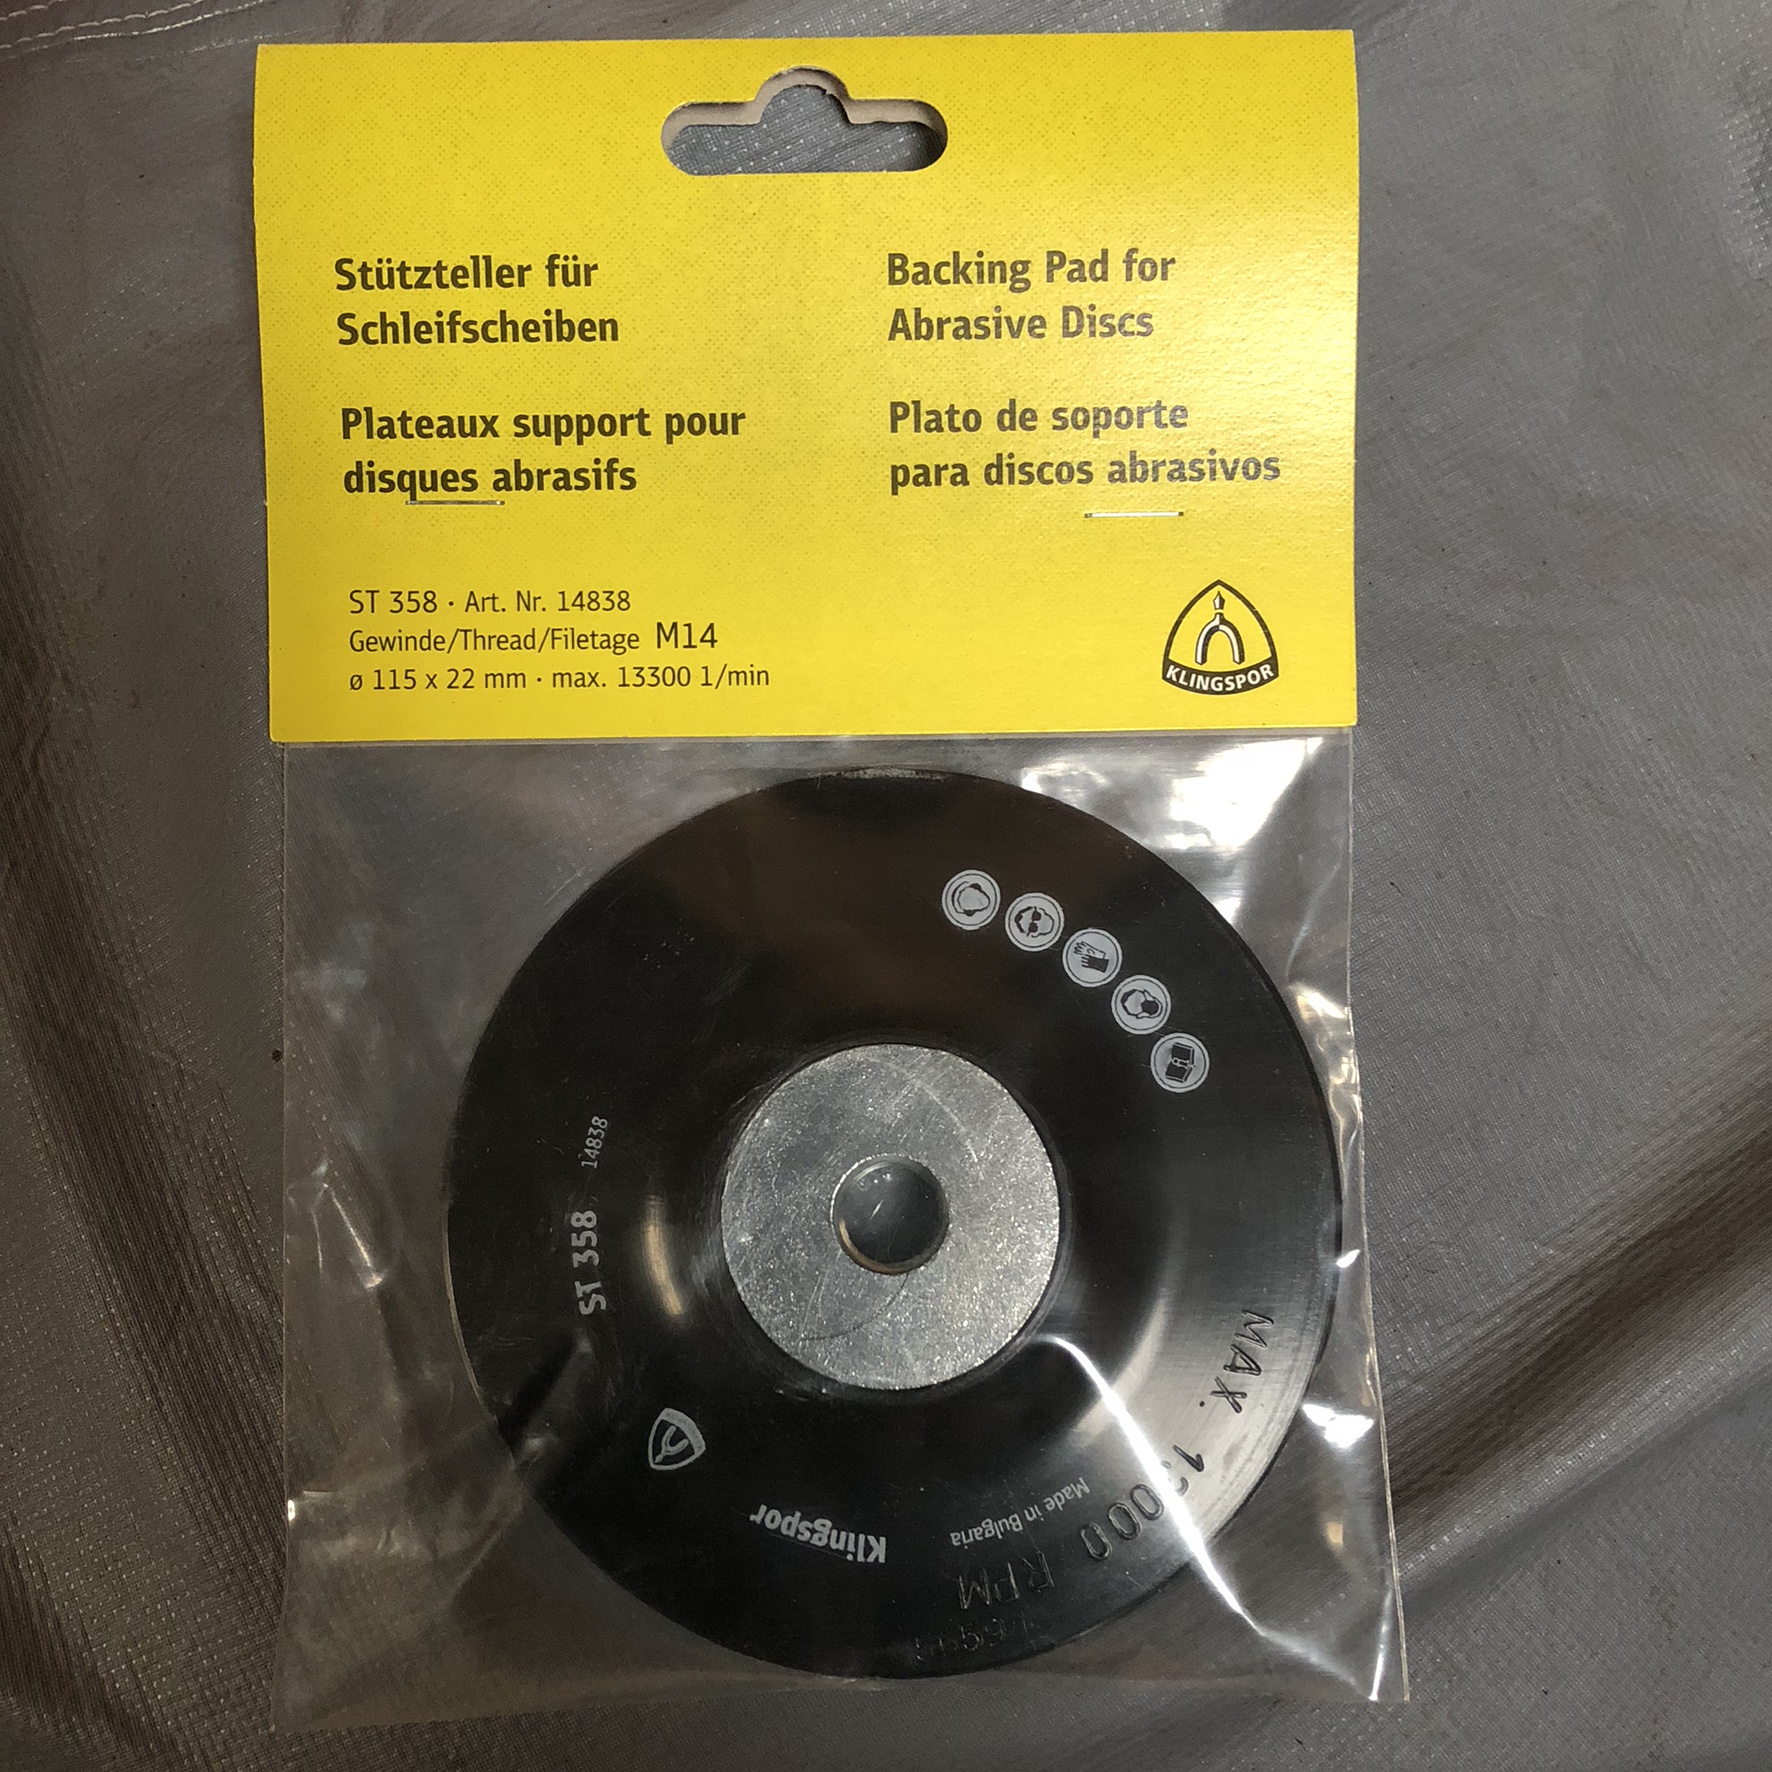 Stützteller für
Schleifscheiben
Backing Pad for
Abrasive Discs
Plateaux support pour
disques abrasifs
Plato de soporte
para discos abrasivos
ST 358 · Art. Nr. 14838
Gewinde/Thread/Filetage M14
ø 115 x 22 mm · max. 13300 1/min
KLINGSPOR
ST 358 14838
Klingspor
Made in Bulgaria
MAX. RPM